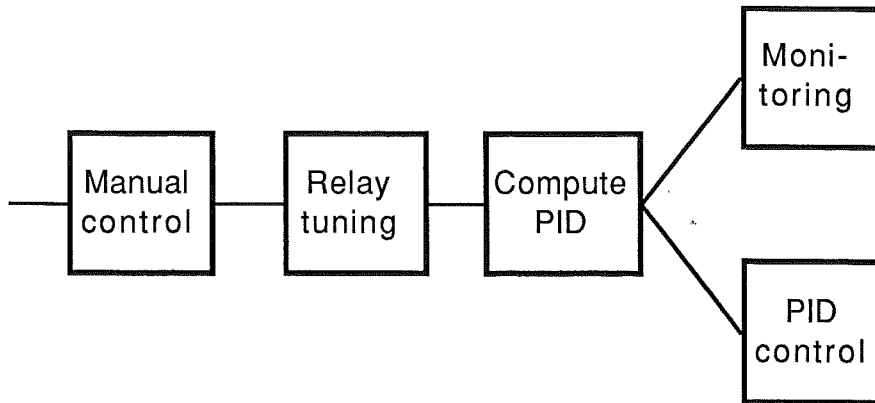 Manual
control
Relay
tuning
Compute
PID
Moni-
toring
PID
control